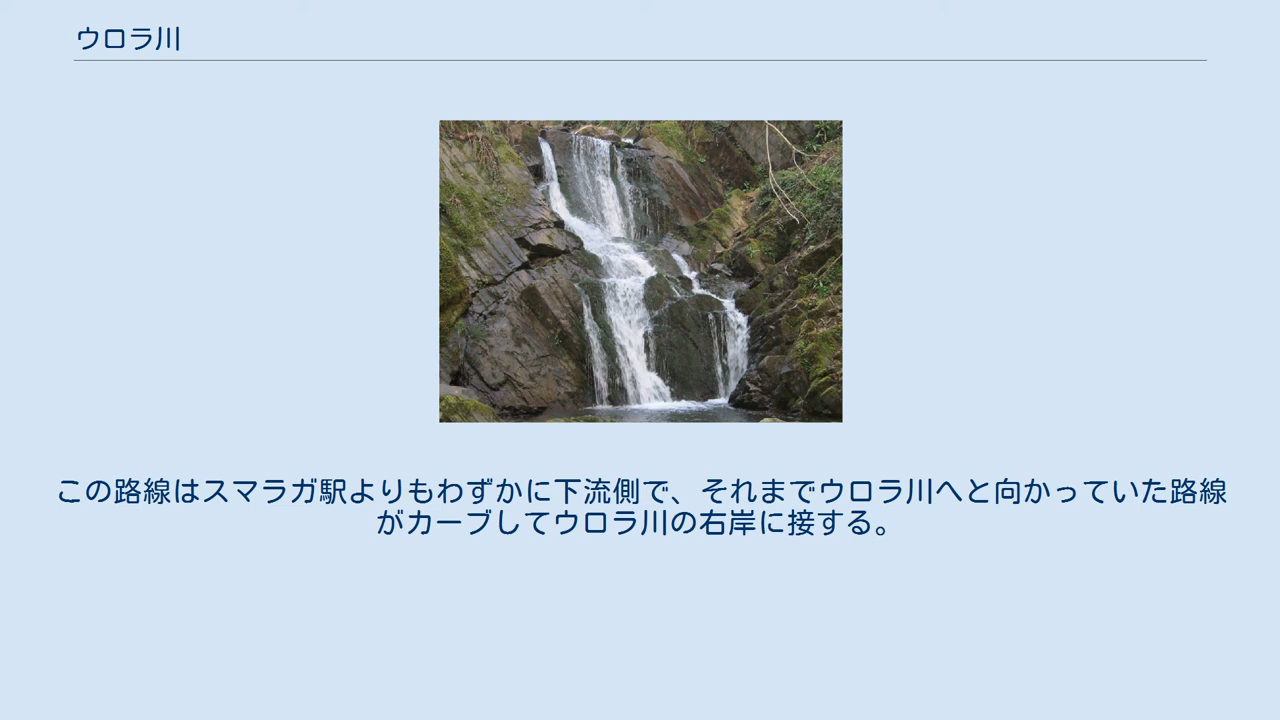 ウロラ川
この路線はスマラガ駅よりもわずかに下流側で、それまでウロラ川へと向かっていた路線
がカーブしてウロラ川の右岸に接する。